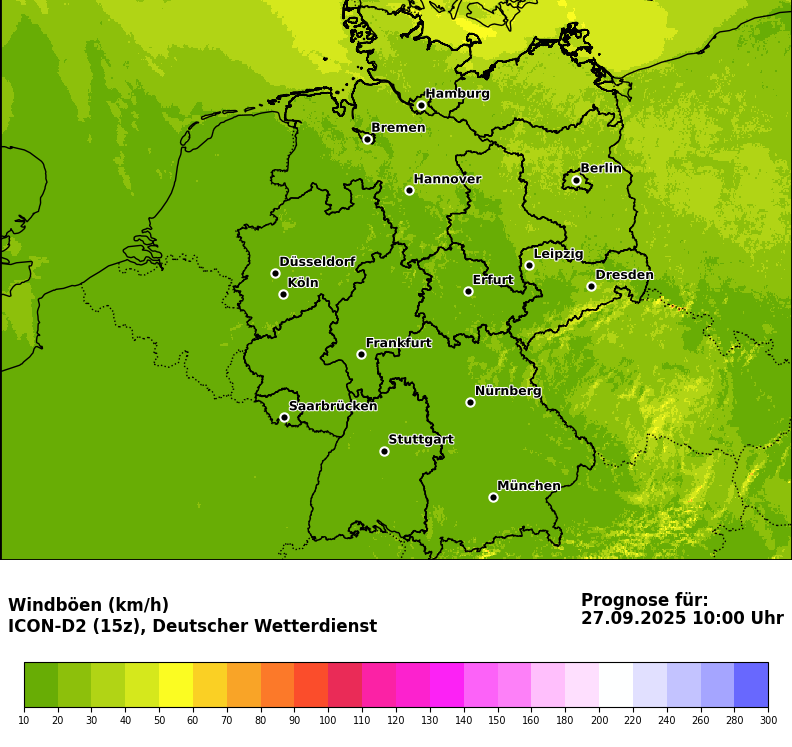 Hamburg
Bremen
Berlin
Hannover
Leipzig
Düsseldorf
Dresden
Köln
Erfurt
Frankfurt
Nürnberg
Saarbrücken
Stuttgart
München
Windböen (km/h)
ICON-D2 (15z), Deutscher Wetterdienst
Prognose für:
27.09.2025 10:00 Uhr
10 20 30 40 50 60 70 80 90 100 110 120 130 140 150 160 180 200 220 240 260 280 300